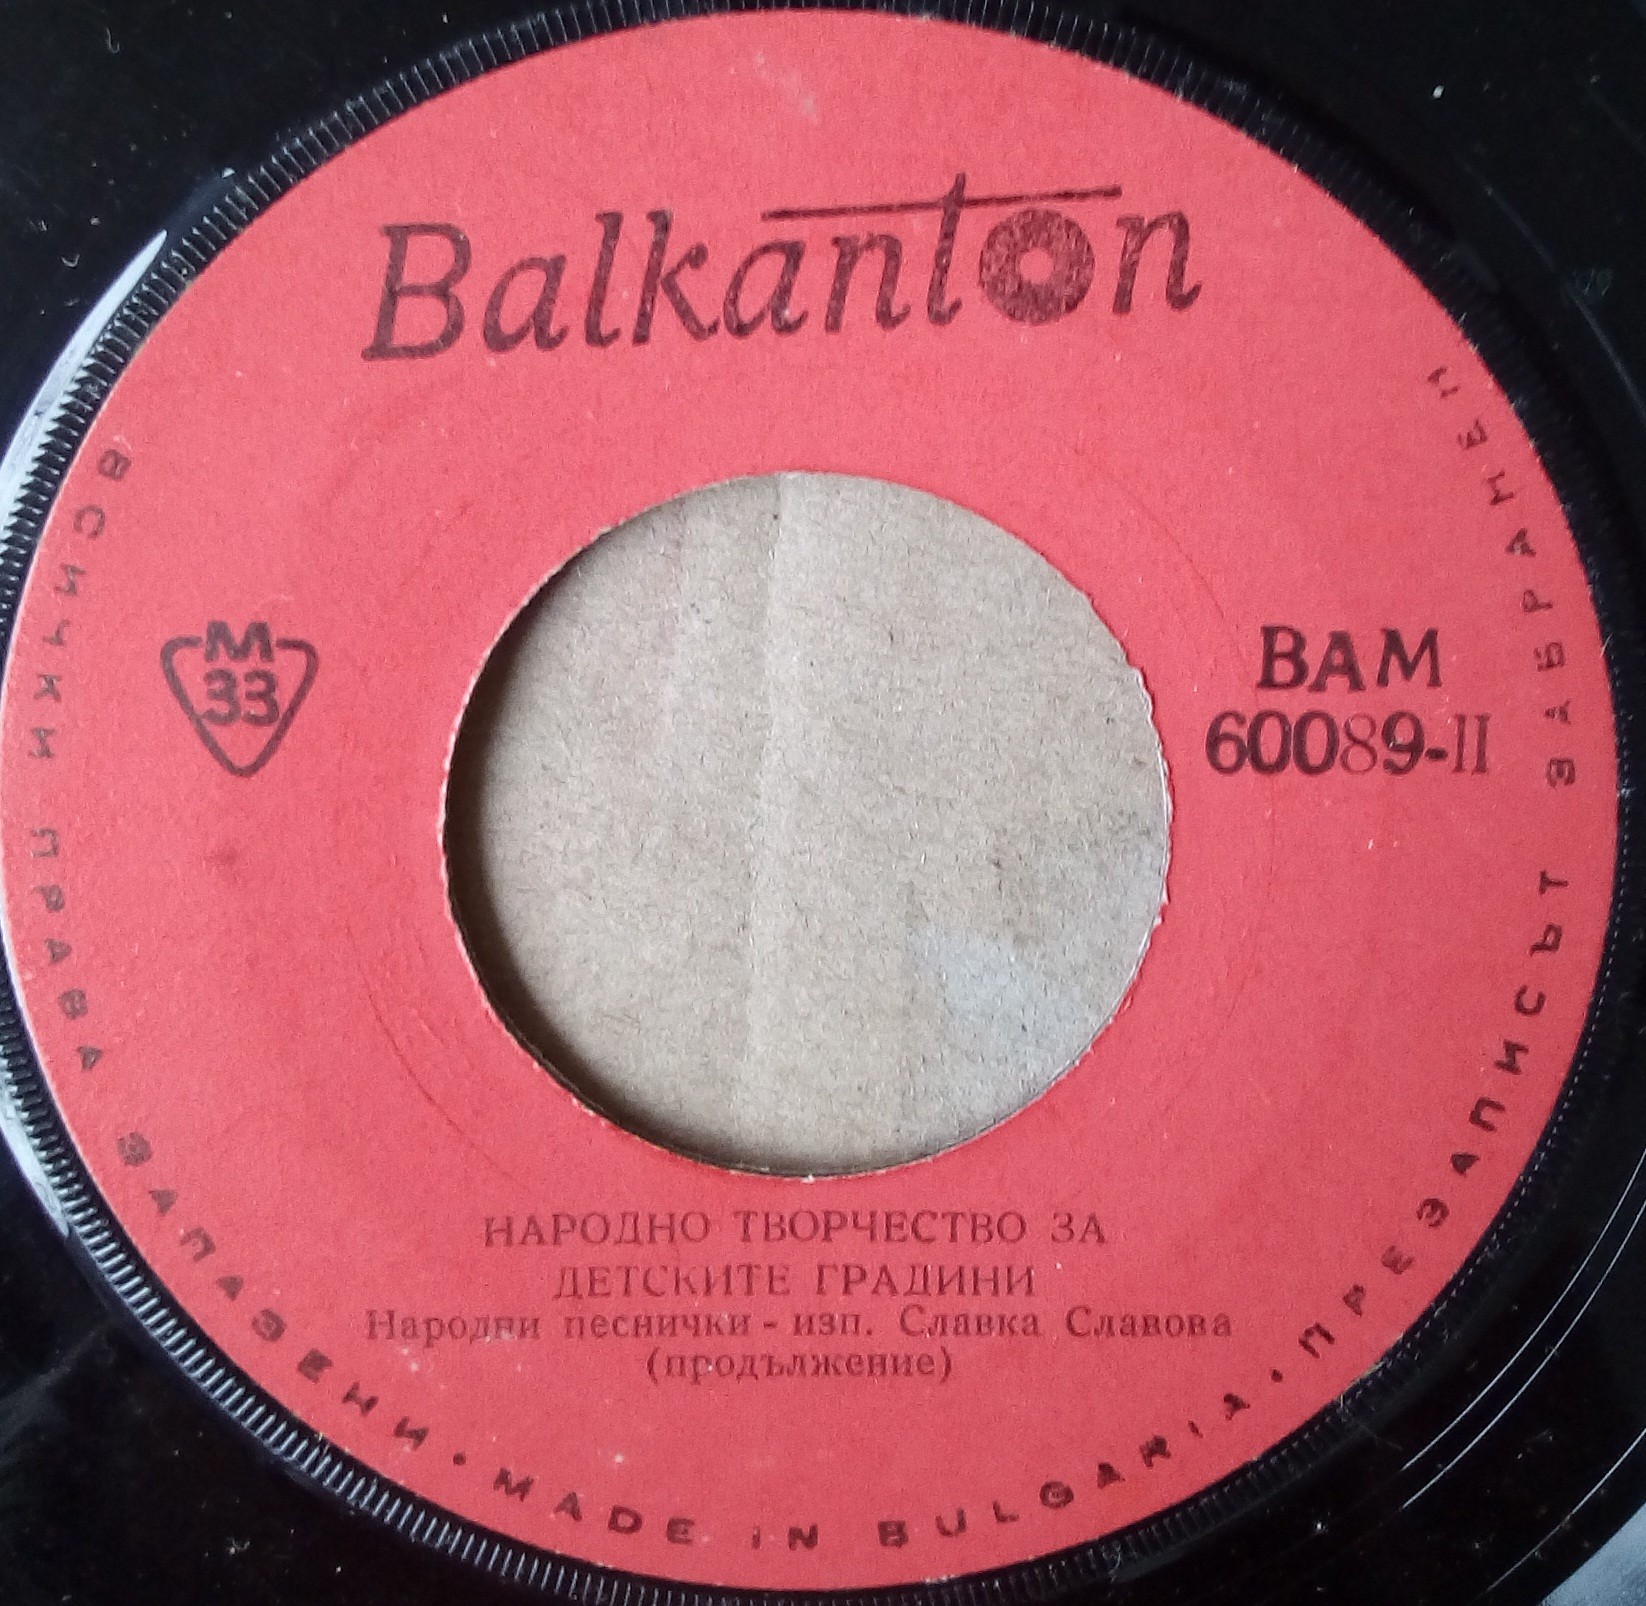 Balkanton
М
33
ВАМ
60089-II
НАРОДНО ТВОРЧЕСТВО ЗА
ДЕТСКИТЕ ГРАДИНИ
Народни песнички - изп. Славка Славова
(продължение)
ВСИЧКИ ПРАВА ЗАПАЗЕНИ • MADE IN BULGARIA • ПРЕЗАПИСЪТ ЗАБРАНЕН